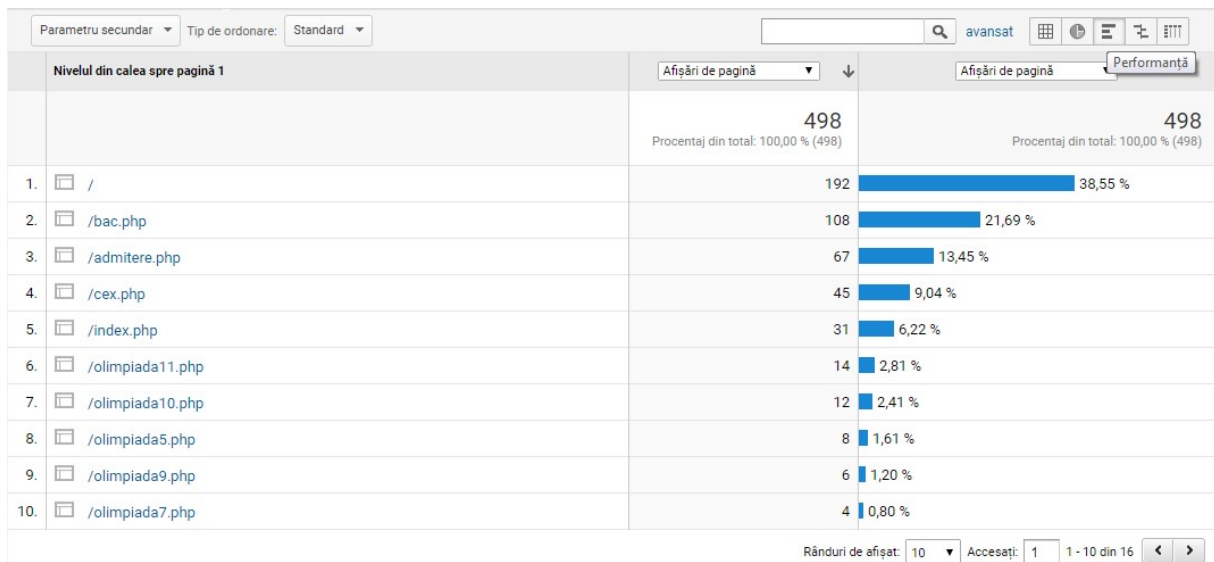 Parametru secundar Tip de ordonare: Standard avansat
Performanță
Nivelul din calea spre pagină 1 Afișări de pagină Afișări de pagină
498 498
Procentaj din total: 100,00 % (498) Procentaj din total: 100,00 % (498)
1. / 192 38,55 %
2. /bac.php 108 21,69 %
3. /admitere.php 67 13,45 %
4. /cex.php 45 9,04 %
5. /index.php 31 6,22 %
6. /olimpiada11.php 14 2,81 %
7. /olimpiada10.php 12 2,41 %
8. /olimpiada5.php 8 1,61 %
9. /olimpiada9.php 6 1,20 %
10. /olimpiada7.php 4 0,80 %
Rânduri de afișat: 10 Accesați: 1 1 - 10 din 16